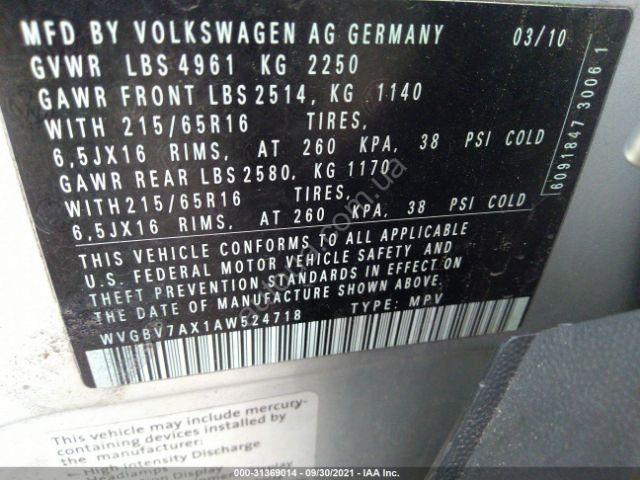 MFD BY VOLKSWAGEN AG GERMANY 03/10
GVWR LBS 4961 KG 2250
GAWR FRONT LBS 2514, KG 1140
WITH 215/65R16 TIRES,
6,5JX16 RIMS, AT 260 KPA, 38 PSI COLD
GAWR REAR LBS 2580, KG 1170
WITH 215/65R16 TIRES,
6,5JX16 RIMS, AT 260 KPA, 38 PSI COLD
THIS VEHICLE CONFORMS TO ALL APPLICABLE
U.S. FEDERAL MOTOR VEHICLE SAFETY AND
THEFT PREVENTION STANDARDS IN EFFECT ON
THE DATE OF MANUFACTURE SHOWN ABOVE.
WVGBV7AX1AW524718 TYPE: MPV
60918473006 1
This vehicle may include mercury-
containing devices installed by
the manufacturer:
- High Intensity Discharge
Headlamps Display
000-31369014 - 09/30/2021 - IAA Inc.